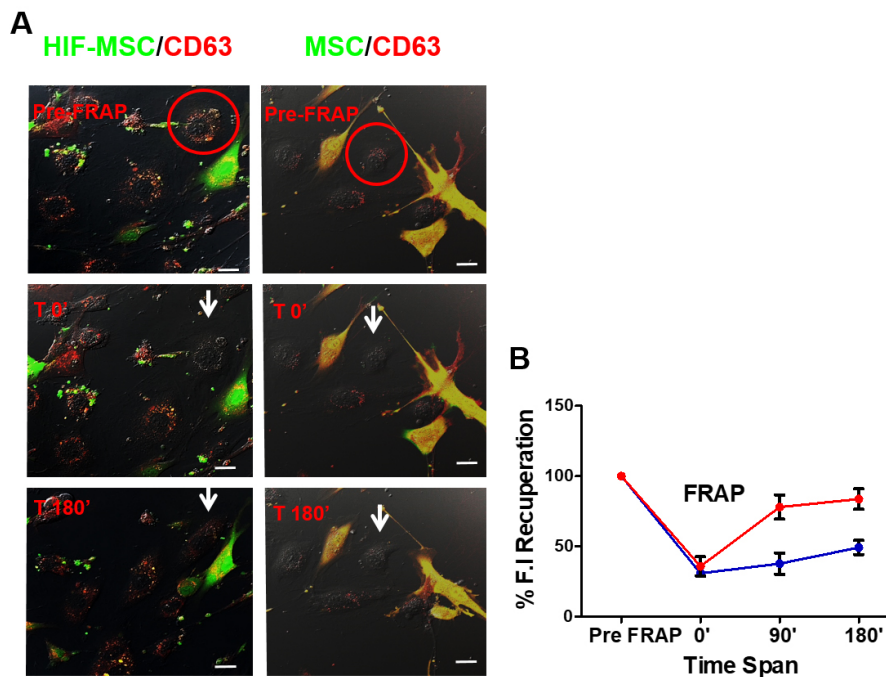 A
HIF-MSC/CD63
MSC/CD63
Pre-FRAP
Pre-FRAP
T 0'
T 0'
T 180'
T 180'
B
150
100
50
0
% F.I Recuperation
FRAP
Pre FRAP 0' 90' 180'
Time Span